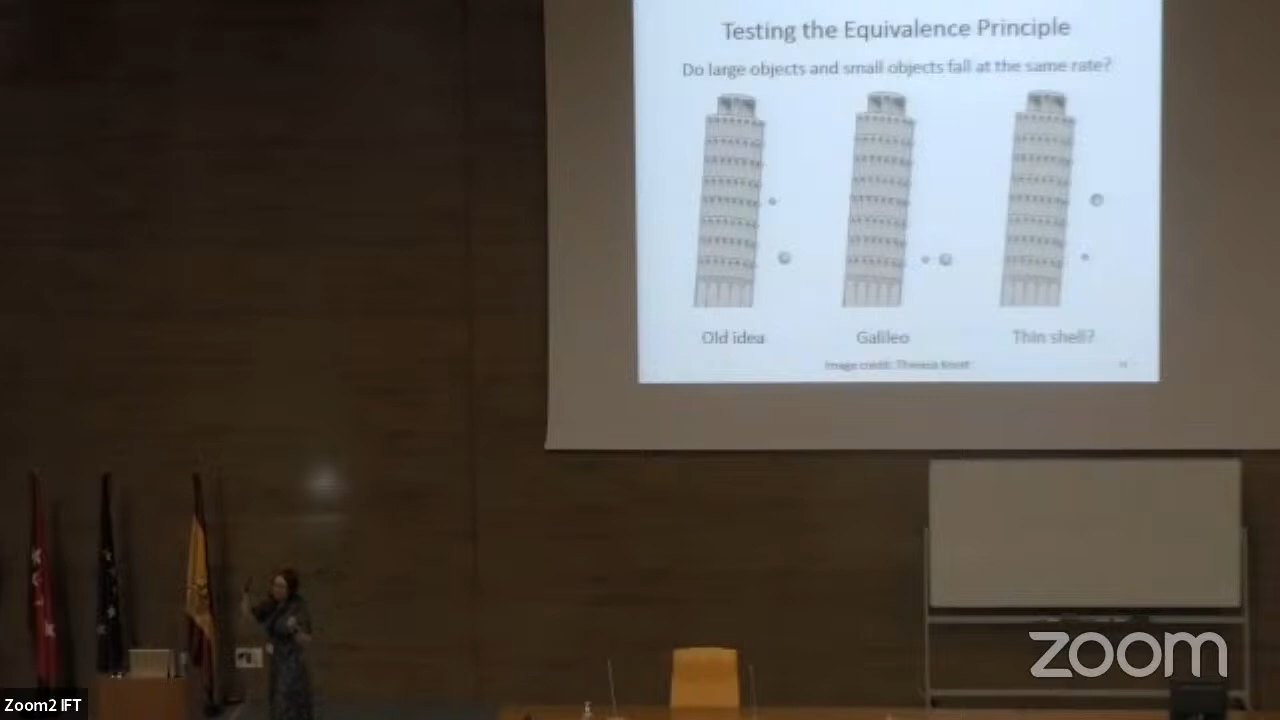 Testing the Equivalence Principle
Do large objects and small objects fall at the same rate?
Old idea
Galileo
Thin shell?
Image credit: Theresa Knott
zoom
Zoom2 IFT